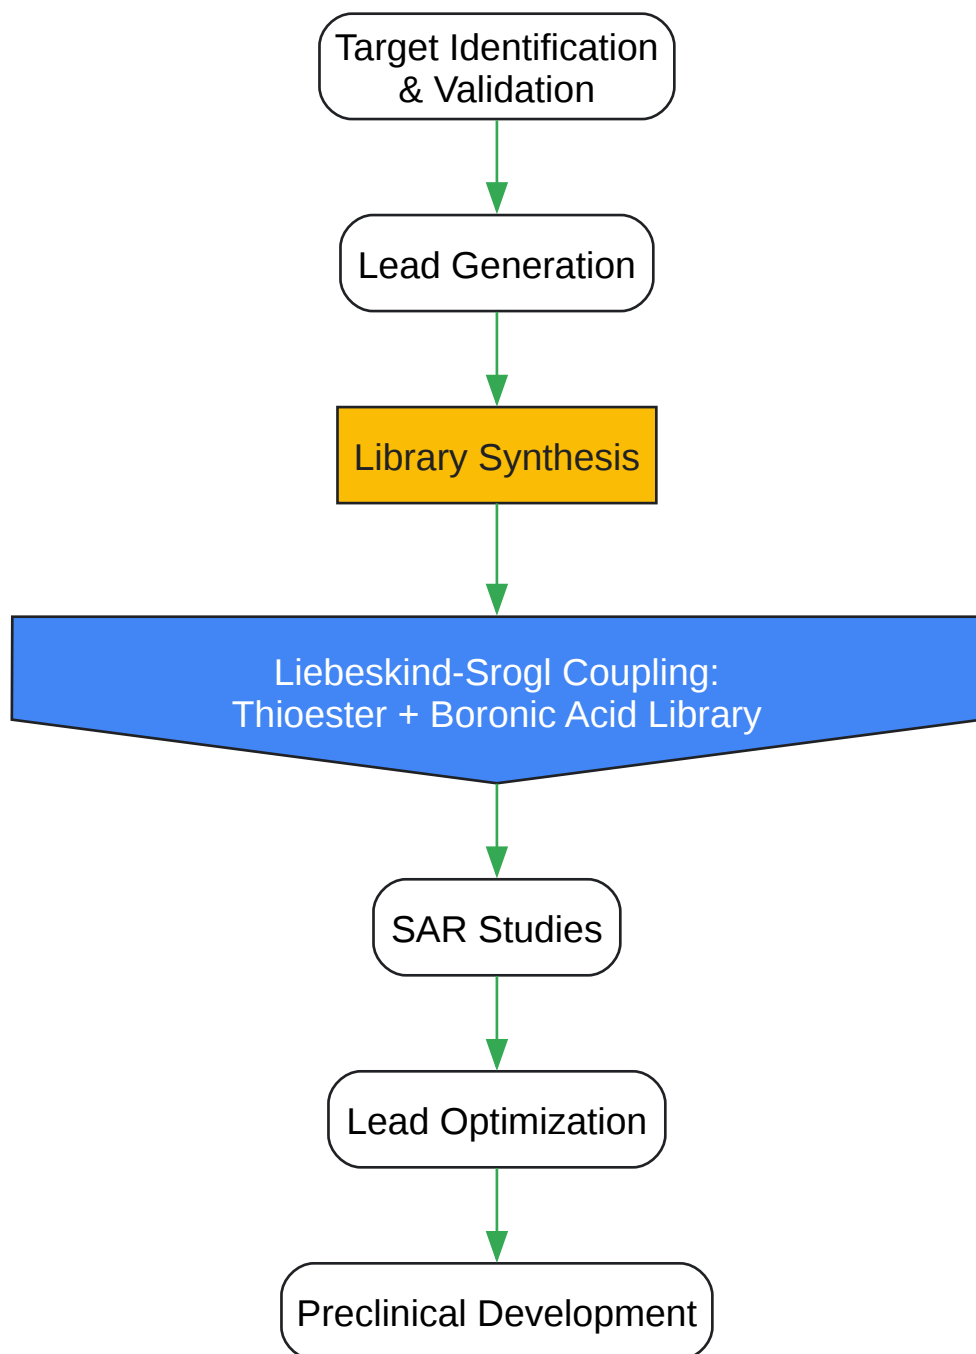 Target Identification
& Validation
Lead Generation
Library Synthesis
Liebeskind-Srogl Coupling:
Thioester + Boronic Acid Library
SAR Studies
Lead Optimization
Preclinical Development